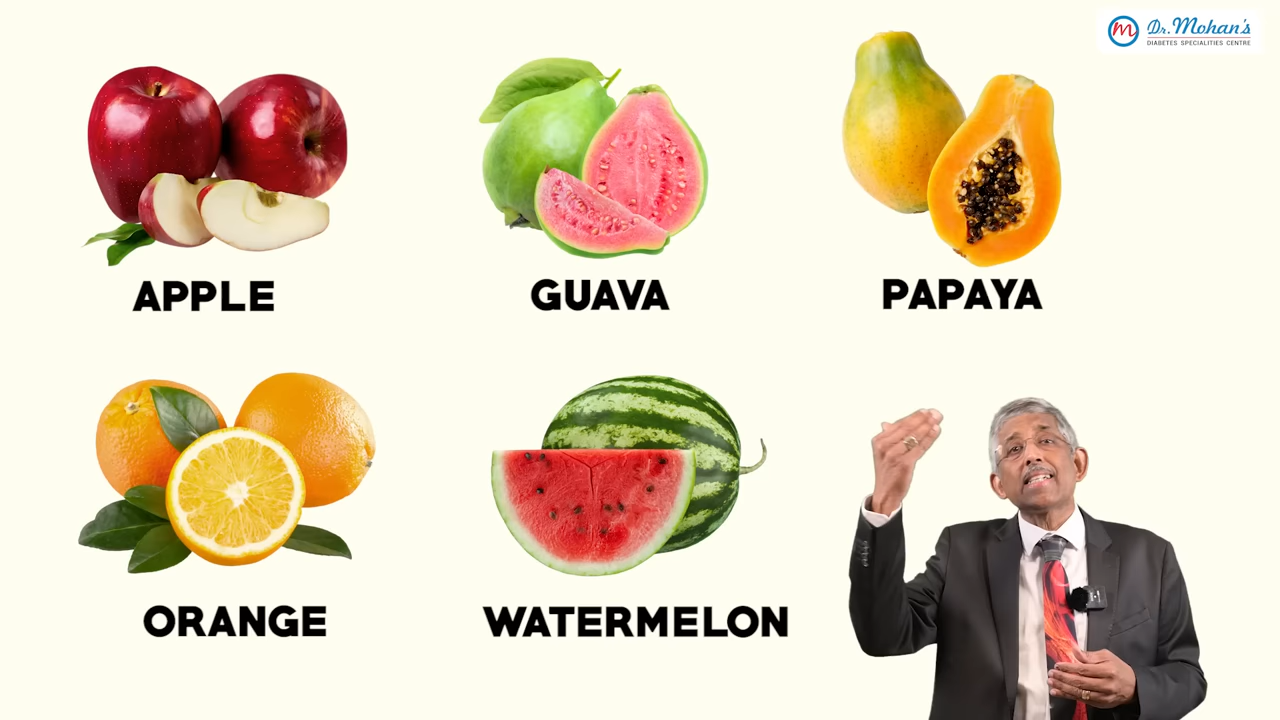 Dr.Mohan's
DIABETES SPECIALITIES CENTRE
APPLE
GUAVA
PAPAYA
ORANGE
WATERMELON